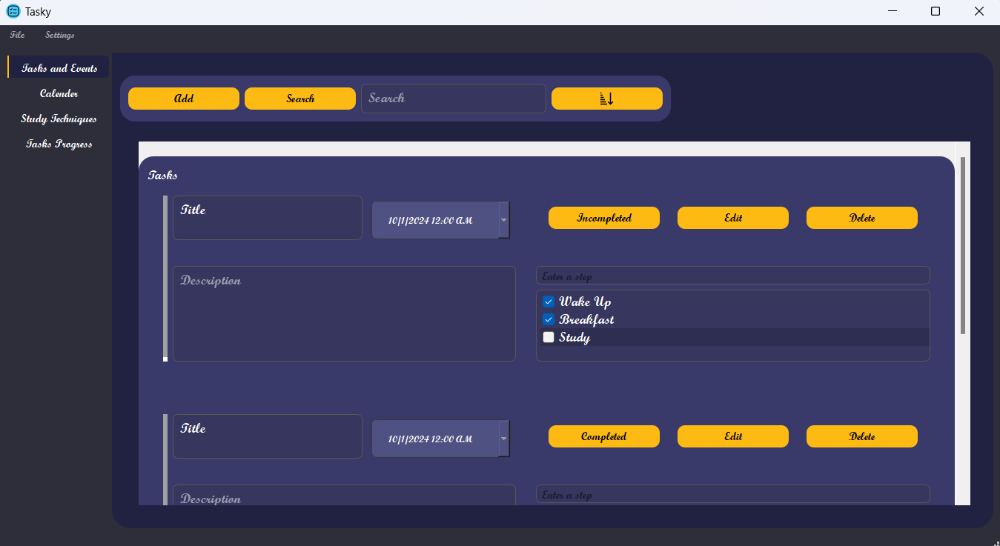 Tasky
File Settings
Tasks and Events
Calender
Study Techniques
Tasks Progress
Add Search Search
Tasks
Title 10/1/2024 12:00 AM Incompleted Edit Delete
Description
Enter a step
Wake Up
Breakfast
Study
Title 10/1/2024 12:00 AM Completed Edit Delete
Description
Enter a step